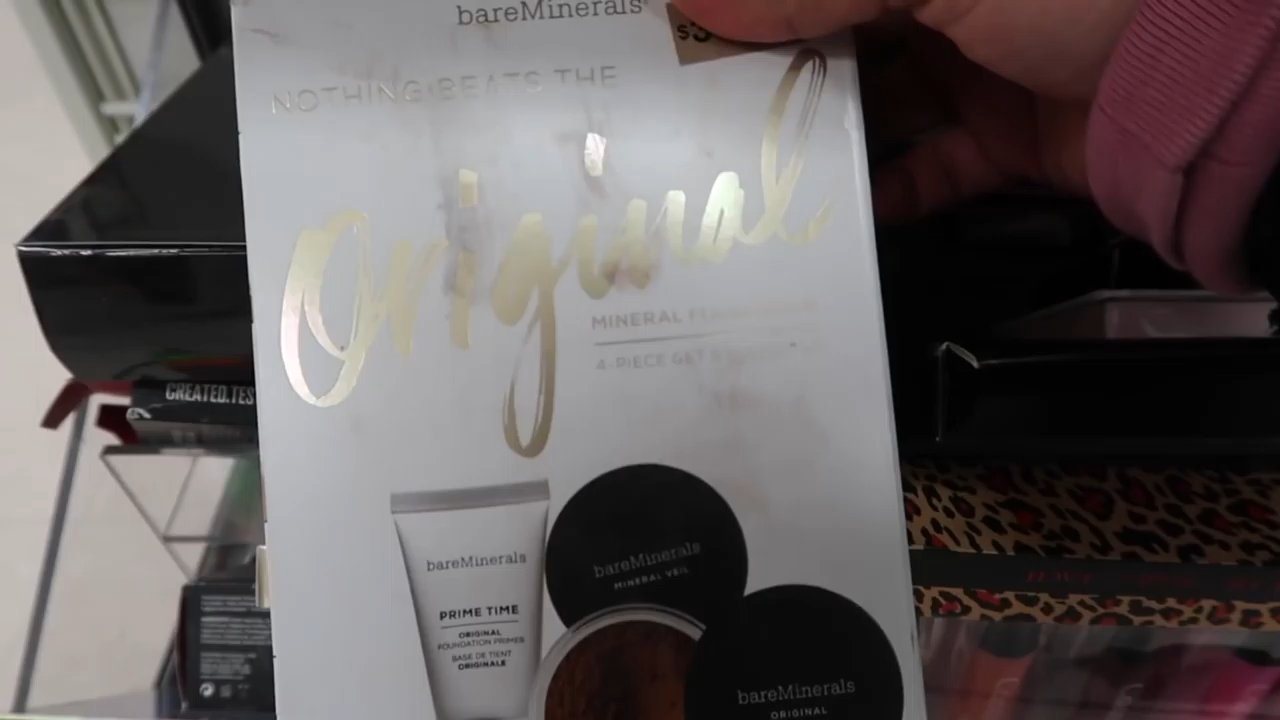 bareMinerals
NOTHING BEATS THE
Original
MINERAL
4-PIECE GET
CREATED.TES
bareMinerals
PRIME TIME
ORIGINAL
FOUNDATION PRIMER
BASE DE TEINT
ORIGINALE
bareMinerals
MINERAL VEIL
bareMinerals
ORIGINAL